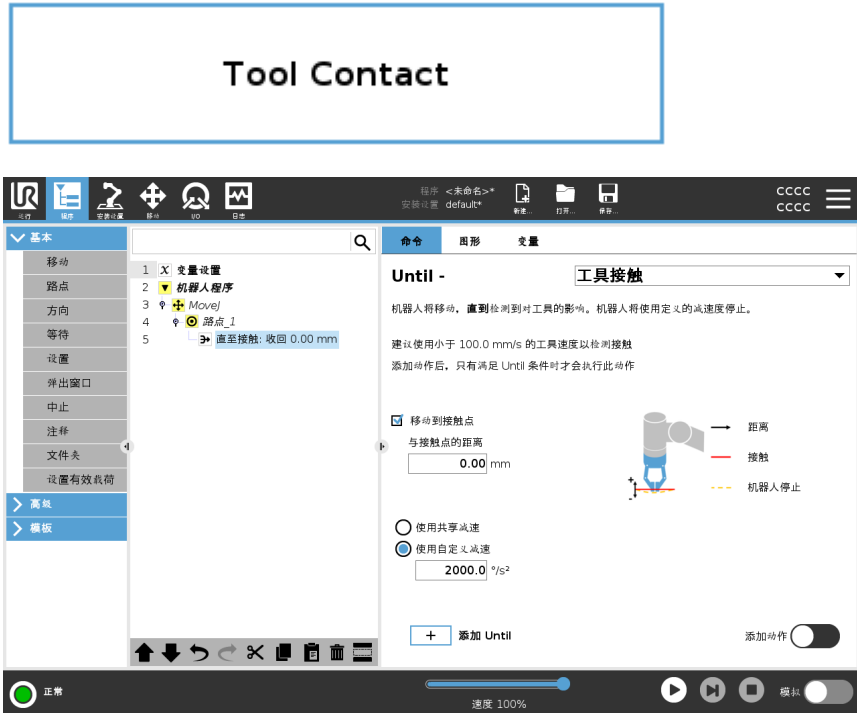 Tool Contact
程序 <未命名>*
安装设置 default*
CCCC
CCCC
运行
程序
安装设置
移动
I/O
日志
新建...
打开...
保存...
基本
移动
路点
方向
等待
设置
弹出窗口
中止
注释
文件夹
设置有效载荷
高级
模板
1 X 变量设置
2 机器人程序
3 MoveJ
4 路点_1
5 直至接触: 收回 0.00 mm
命令 图形 变量
Until - 工具接触
机器人将移动，直到检测到对工具的影响。机器人将使用定义的减速度停止。
建议使用小于 100.0 mm/s 的工具速度以检测接触
添加动作后，只有满足 Until 条件时才会执行此动作
移动到接触点
与接触点的距离
0.00 mm
距离
接触
机器人停止
使用共享减速
使用自定义减速
2000.0 °/s²
+ 添加 Until
添加动作
正常
速度 100%
模拟